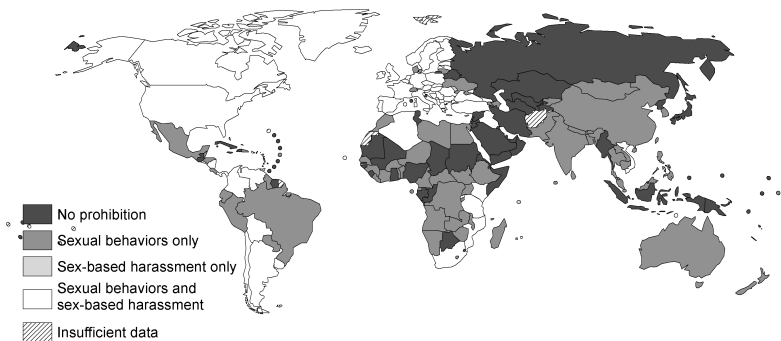 No prohibition
Sexual behaviors only
Sex-based harassment only
Sexual behaviors and
sex-based harassment
Insufficient data